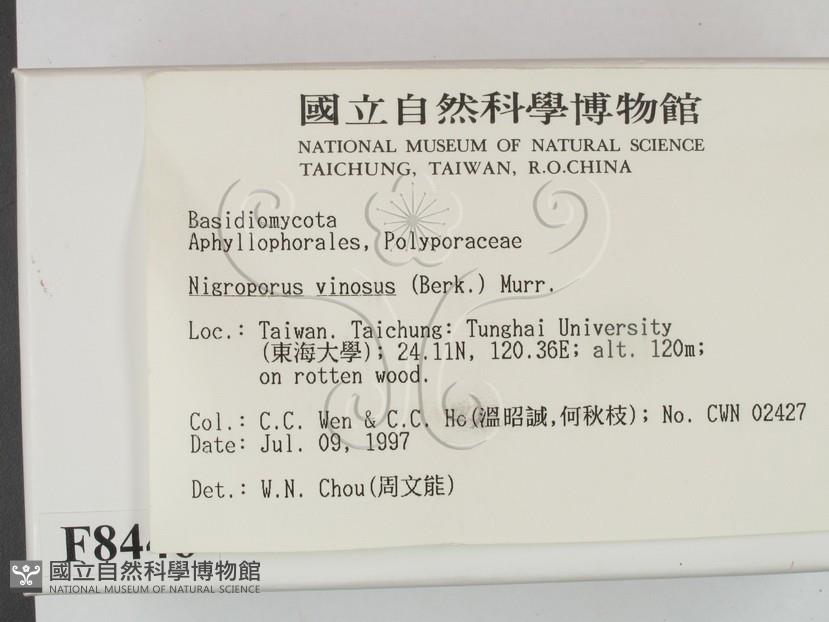 國立自然科學博物館
NATIONAL MUSEUM OF NATURAL SCIENCE
TAICHUNG, TAIWAN, R.O.CHINA
Basidiomycota
Aphyllophorales, Polyporaceae
Nigroporus vinosus (Berk.) Murr.
Loc.: Taiwan. Taichung: Tunghai University
(東海大學); 24.11N, 120.36E; alt. 120m;
on rotten wood.
Col.: C.C. Wen & C.C. Ho(溫昭誠,何秋枝); No. CWN 02427
Date: Jul. 09, 1997
Det.: W.N. Chou(周文能)
國立自然科學博物館
NATIONAL MUSEUM OF NATURAL SCIENCE